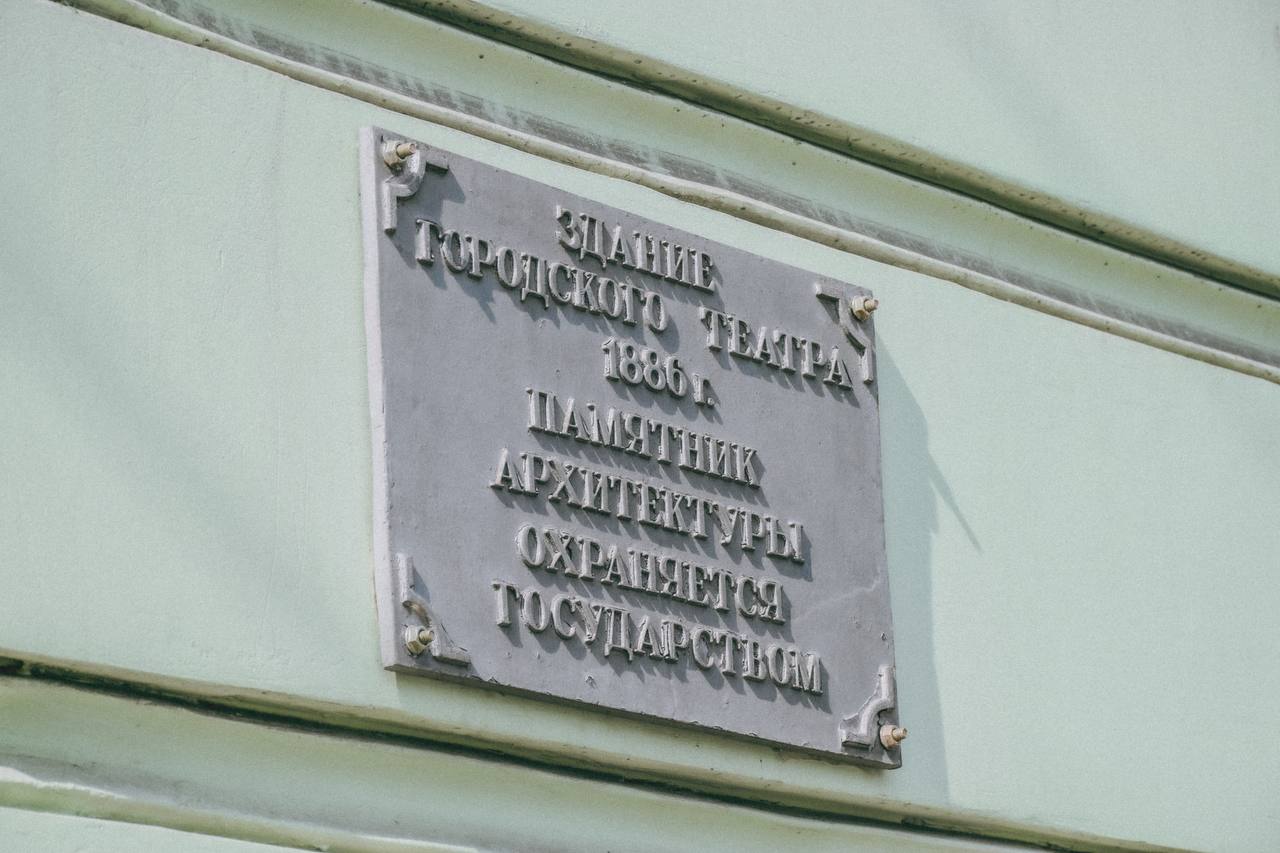 ЗДАНИЕ
ГОРОДСКОГО ТЕАТРА
1886 г.
ПАМЯТНИК
АРХИТЕКТУРЫ
ОХРАНЯЕТСЯ
ГОСУДАРСТВОМ